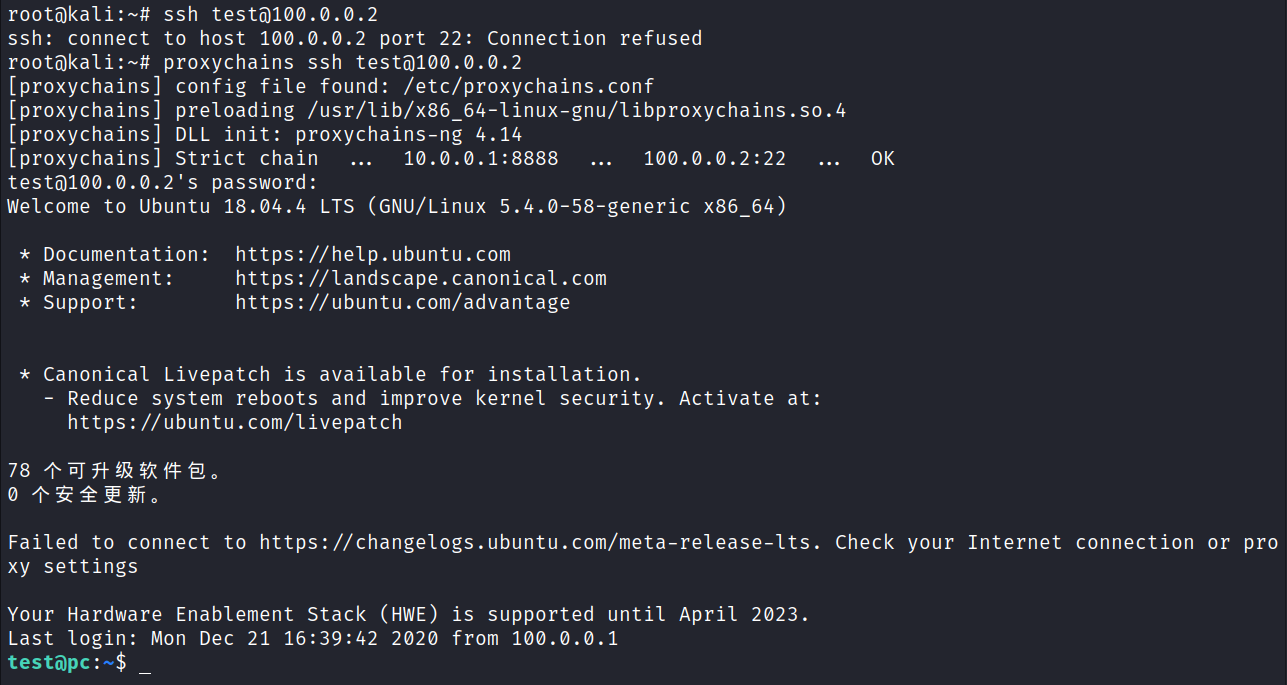 root@kali:~# ssh test@100.0.0.2
ssh: connect to host 100.0.0.2 port 22: Connection refused
root@kali:~# proxychains ssh test@100.0.0.2
[proxychains] config file found: /etc/proxychains.conf
[proxychains] preloading /usr/lib/x86_64-linux-gnu/libproxychains.so.4
[proxychains] DLL init: proxychains-ng 4.14
[proxychains] Strict chain  ...  10.0.0.1:8888  ...  100.0.0.2:22  ...  OK
test@100.0.0.2's password:
Welcome to Ubuntu 18.04.4 LTS (GNU/Linux 5.4.0-58-generic x86_64)
 * Documentation:  https://help.ubuntu.com
 * Management:     https://landscape.canonical.com
 * Support:        https://ubuntu.com/advantage
 * Canonical Livepatch is available for installation.
   - Reduce system reboots and improve kernel security. Activate at:
     https://ubuntu.com/livepatch
78 个可升级软件包。
0 个安全更新。
Failed to connect to https://changelogs.ubuntu.com/meta-release-lts. Check your Internet connection or pro
xy settings
Your Hardware Enablement Stack (HWE) is supported until April 2023.
Last login: Mon Dec 21 16:39:42 2020 from 100.0.0.1
test@pc:~$ _